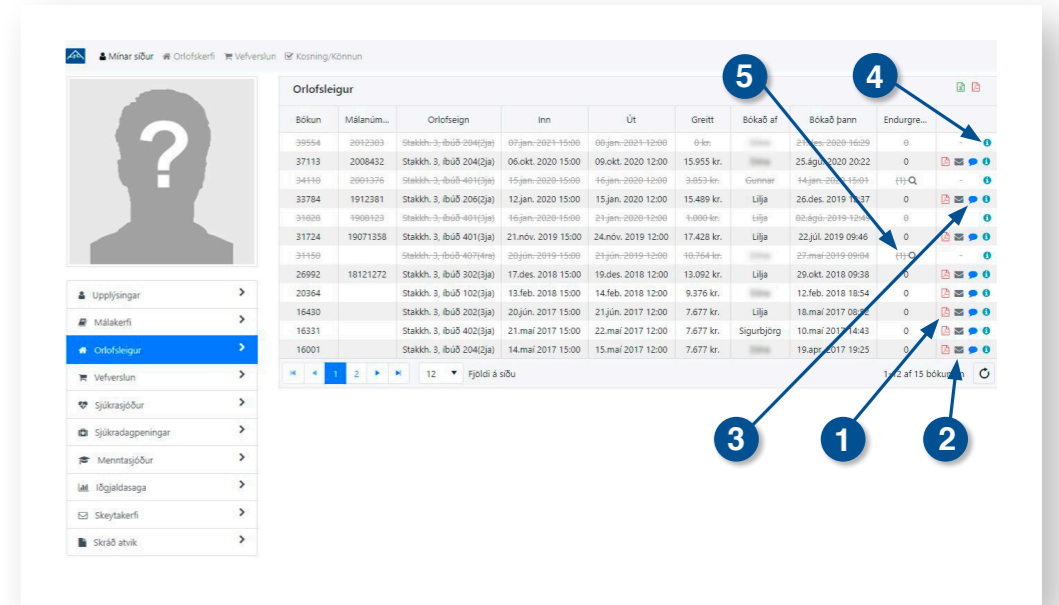 Mínar síður Orlofskerfi Vefverslun Kosning/Könnun
5 4
Orlofsleigur
Bókun Málanúm... Orlofseign Inn Út Greitt Bókað af Bókað þann Endurgre...
39554 2012303 Stakkh. 3, íbúð 204(2ja) 07.jan. 2021 15:00 08.jan. 2021 12:00 0 kr. 21.des. 2020 16:29 0 -
37113 2008432 Stakkh. 3, íbúð 204(2ja) 06.okt. 2020 12:00 09.okt. 2020 12:00 15.955 kr. 25.ágú. 2020 20:22 0
34110 2001376 Stakkh. 3, íbúð 401(3ja) 15.jan. 2020 15:00 16.jan. 2020 12:00 3.853 kr. Gunnar 14.jan. 2020 15:01 (1) -
33784 1912381 Stakkh. 3, íbúð 206(2ja) 12.jan. 2020 15:00 15.jan. 2020 12:00 15.489 kr. Lilja 26.des. 2019 12:37 0
31828 1908123 Stakkh. 3, íbúð 401(3ja) 16.jan. 2020 15:00 21.jan. 2020 12:00 1.000 kr. Lilja 02.ágú. 2019 12:49 0
31724 19071358 Stakkh. 3, íbúð 401(3ja) 21.nóv. 2019 15:00 24.nóv. 2019 12:00 17.428 kr. Lilja 22.júl. 2019 09:46 0
31150 Stakkh. 3, íbúð 407(4ra) 20.jún. 2019 15:00 21.jún. 2019 12:00 10.764 kr. 27.maí 2019 09:04 (1) -
26992 18121272 Stakkh. 3, íbúð 302(3ja) 17.des. 2018 15:00 19.des. 2018 12:00 13.092 kr. Lilja 29.okt. 2018 09:38 0
20364 Stakkh. 3, íbúð 102(3ja) 13.feb. 2018 15:00 14.feb. 2018 12:00 9.376 kr. 12.feb. 2018 18:54 0
16430 Stakkh. 3, íbúð 202(3ja) 20.jún. 2017 15:00 21.jún. 2017 12:00 7.677 kr. Lilja 18.maí 2017 0
16331 Stakkh. 3, íbúð 402(3ja) 21.maí 2017 15:00 22.maí 2017 12:00 7.677 kr. Sigurbjörg 10.maí 2017 14:43 0
16001 Stakkh. 3, íbúð 204(2ja) 14.maí 2017 15:00 15.maí 2017 12:00 7.677 kr. 19.apr. 2017 19:25 0
1 2 12 Fjöldi á síðu 1-12 af 15 bókunum
3 1 2
?
Upplýsingar
Málakerfi
Orlofsleigur
Vefverslun
Sjúkrasjóður
Sjúkradagpeningar
Menntasjóður
Iðgjaldasaga
Skeytakerfi
Skráð atvik